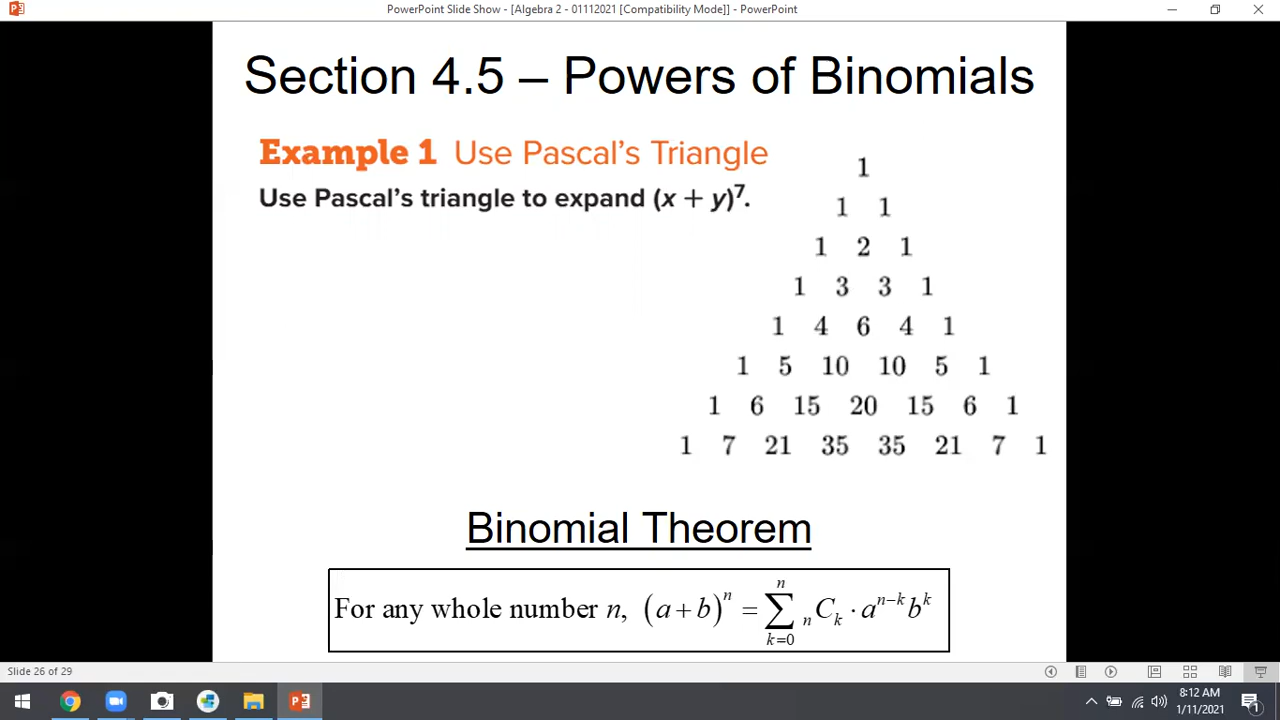 PowerPoint Slide Show - [Algebra 2 - 01112021 [Compatibility Mode]] - PowerPoint
Section 4.5 – Powers of Binomials
Example 1 Use Pascal's Triangle
Use Pascal's triangle to expand (x + y)⁷.
1
1 1
1 2 1
1 3 3 1
1 4 6 4 1
1 5 10 10 5 1
1 6 15 20 15 6 1
1 7 21 35 35 21 7 1
Binomial Theorem
For any whole number n, (a + b)ⁿ = ∑ₖ₌₀ⁿ ₙCₖ · aⁿ⁻ᵏbᵏ
Slide 26 of 29
8:12 AM
1/11/2021
1